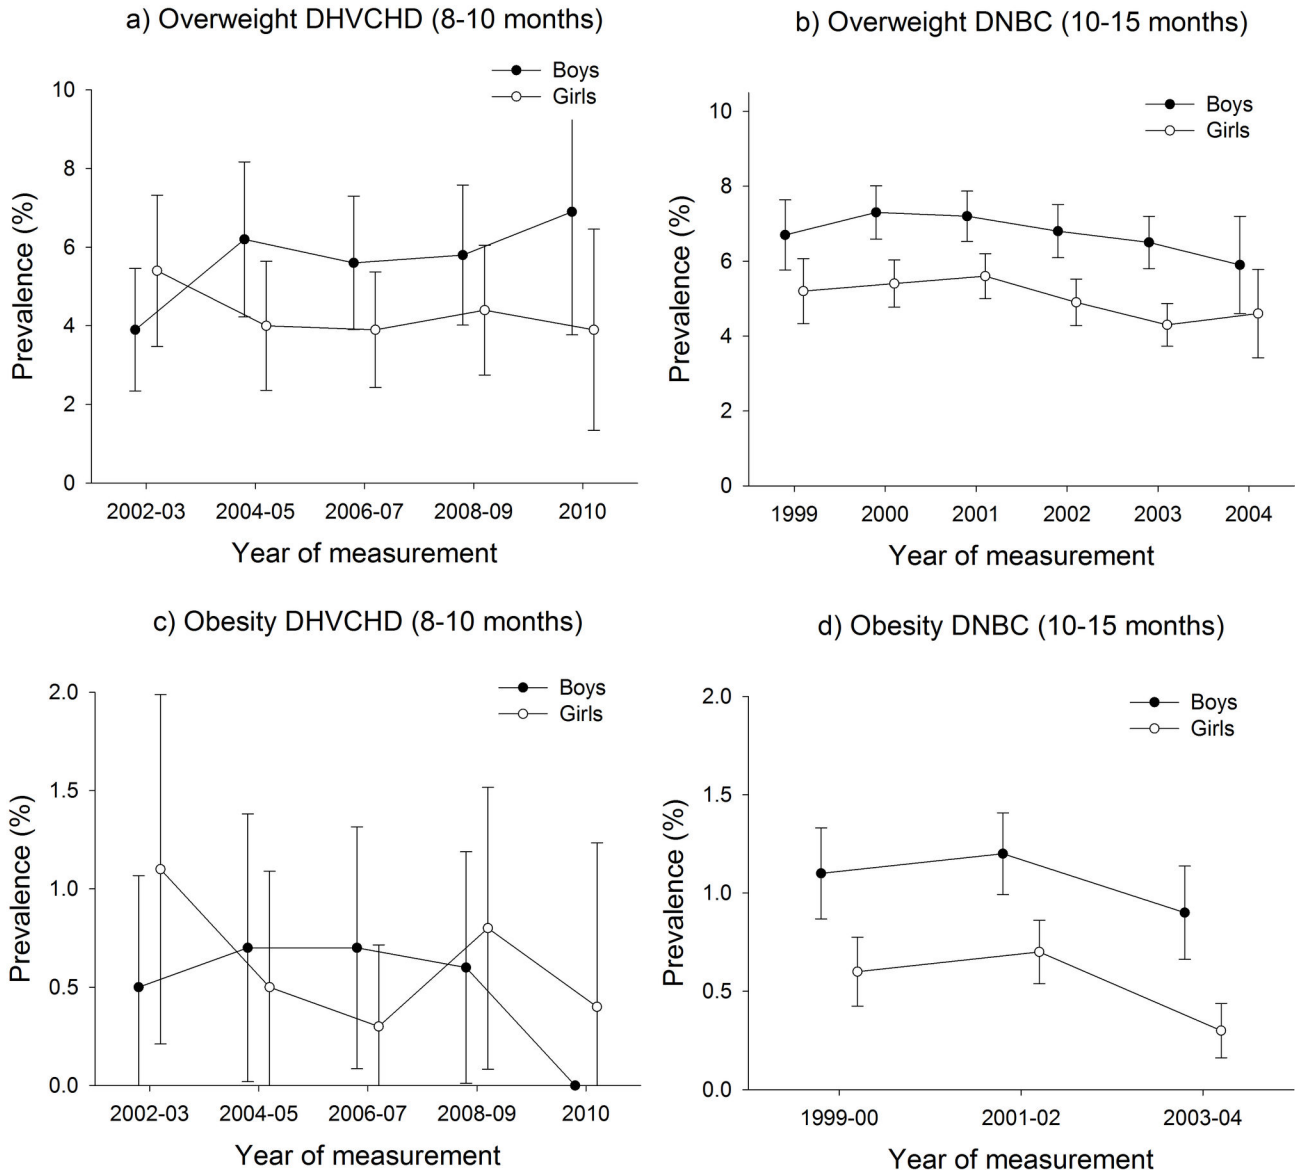 a) Overweight DHVCHD (8-10 months)
Boys
Girls
10
8
6
4
2
0
Prevalence (%)
2002-03 2004-05 2006-07 2008-09 2010
Year of measurement
b) Overweight DNBC (10-15 months)
Boys
Girls
10
8
6
4
2
0
Prevalence (%)
1999 2000 2001 2002 2003 2004
Year of measurement
c) Obesity DHVCHD (8-10 months)
Boys
Girls
2.0
1.5
1.0
0.5
0.0
Prevalence (%)
2002-03 2004-05 2006-07 2008-09 2010
Year of measurement
d) Obesity DNBC (10-15 months)
Boys
Girls
2.0
1.5
1.0
0.5
0.0
Prevalence (%)
1999-00 2001-02 2003-04
Year of measurement